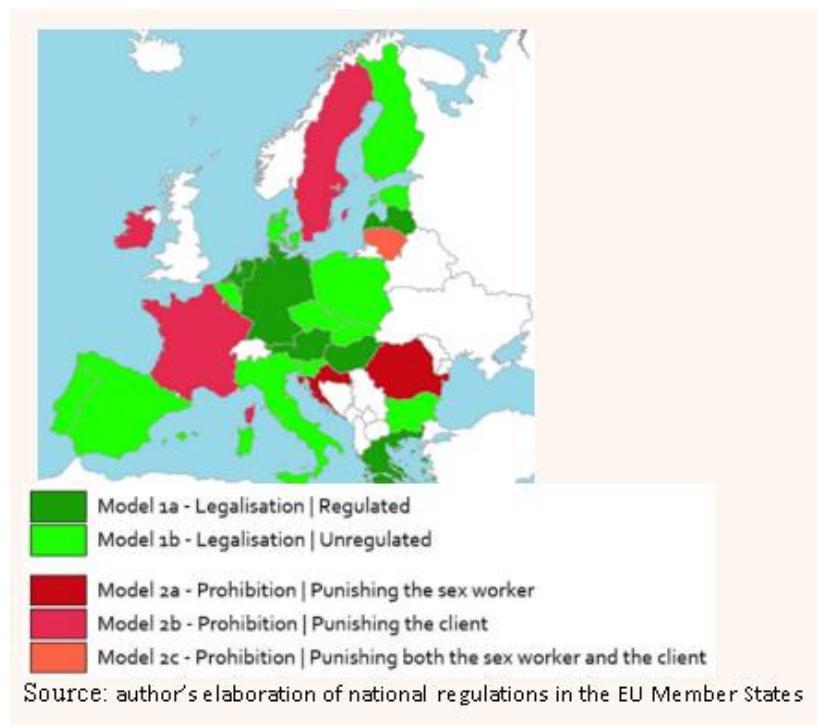 Model 1a - Legalisation | Regulated
Model 1b - Legalisation | Unregulated
Model 2a - Prohibition | Punishing the sex worker
Model 2b - Prohibition | Punishing the client
Model 2c - Prohibition | Punishing both the sex worker and the client
Source: author's elaboration of national regulations in the EU Member States